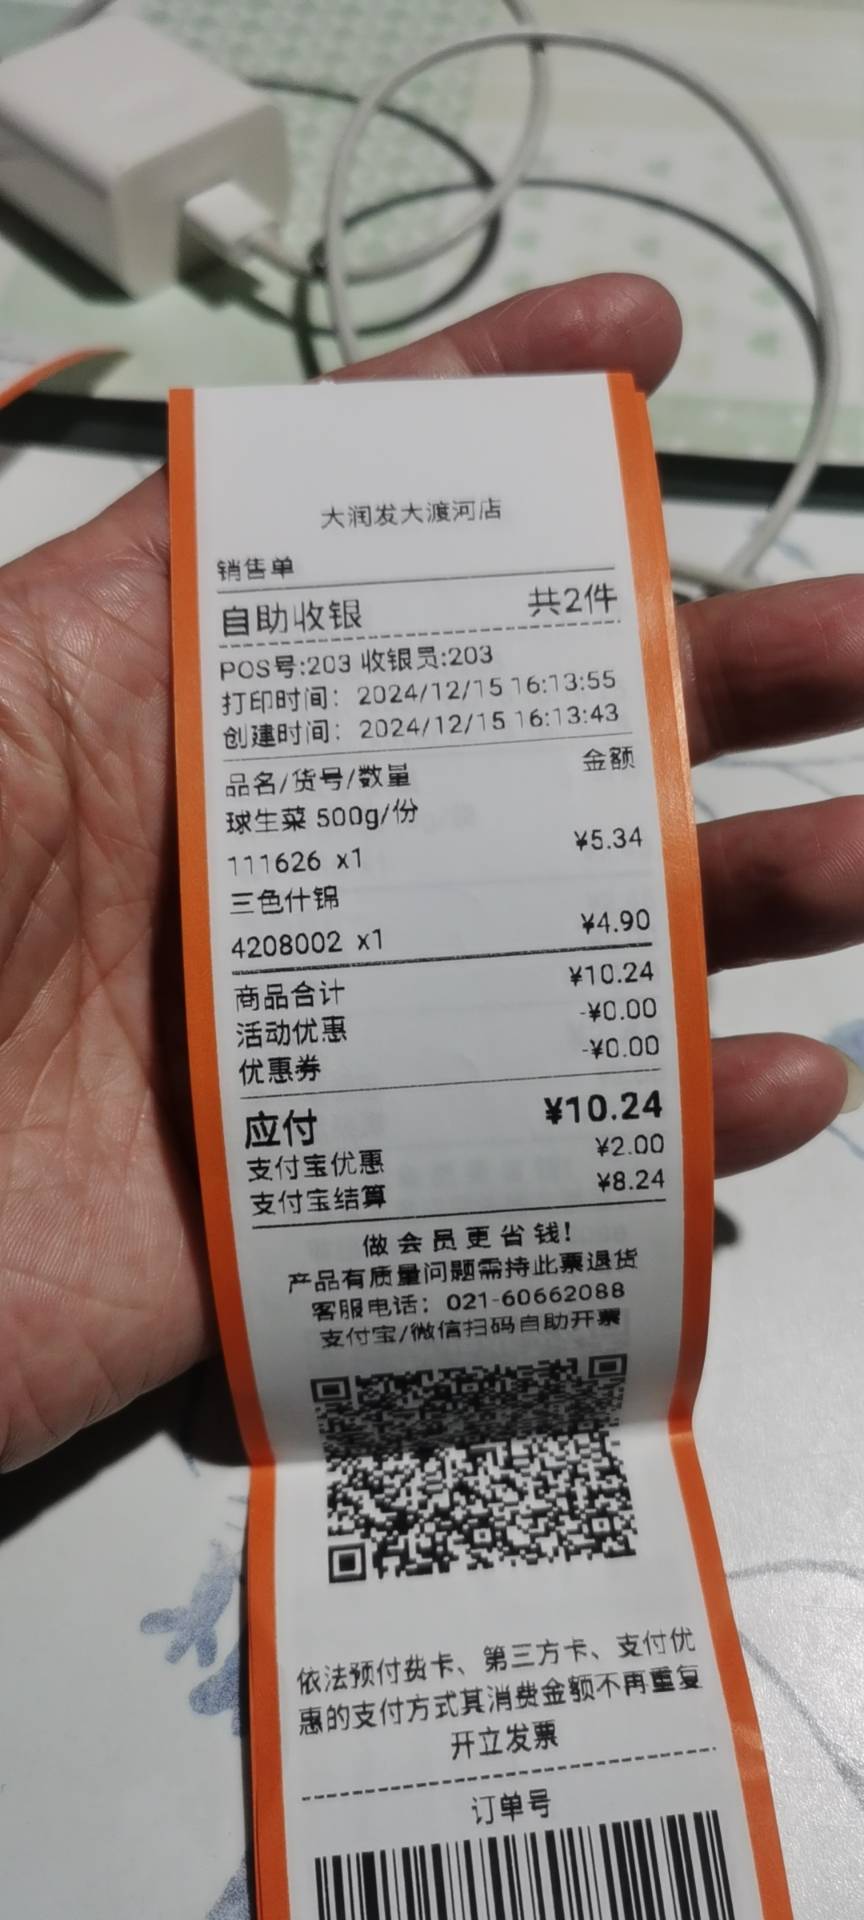 大润发大渡河店
销售单
自助收银 共2件
POS号:203 收银员:203
打印时间: 2024/12/15 16:13:55
创建时间: 2024/12/15 16:13:43
品名/货号/数量 金额
球生菜 500g/份
111626 x1 ¥5.34
三色什锦
4208002 x1 ¥4.90
商品合计 ¥10.24
活动优惠 -¥0.00
优惠券 -¥0.00
应付 ¥10.24
支付宝优惠 ¥2.00
支付宝结算 ¥8.24
做会员更省钱!
产品有质量问题需持此票退货
客服电话: 021-60662088
支付宝/微信扫码自助开票
依法预付费卡、第三方卡、支付优
惠的支付方式其消费金额不再重复
开立发票
订单号